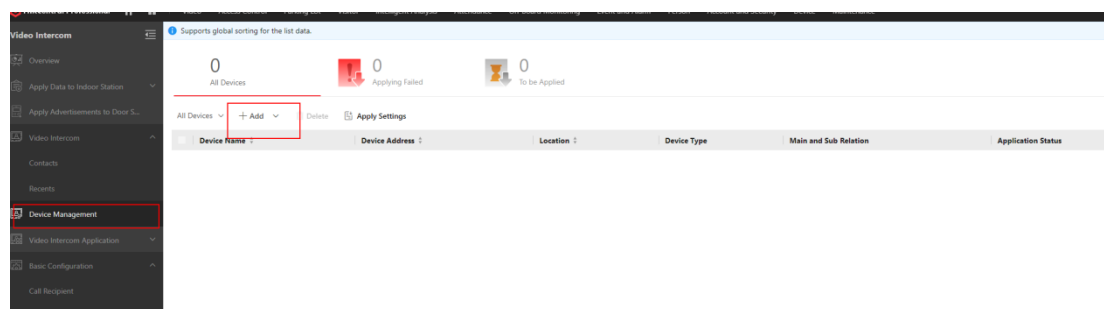 Video Intercom
Supports global sorting for the list data.
Overview
0
All Devices
0
Applying Failed
0
To be Applied
Apply Data to Indoor Station
Apply Advertisements to Door S...
All Devices
+ Add
Delete
Apply Settings
Video Intercom
Device Name
Device Address
Location
Device Type
Main and Sub Relation
Application Status
Contacts
Recents
Device Management
Video Intercom Application
Basic Configuration
Call Recipient